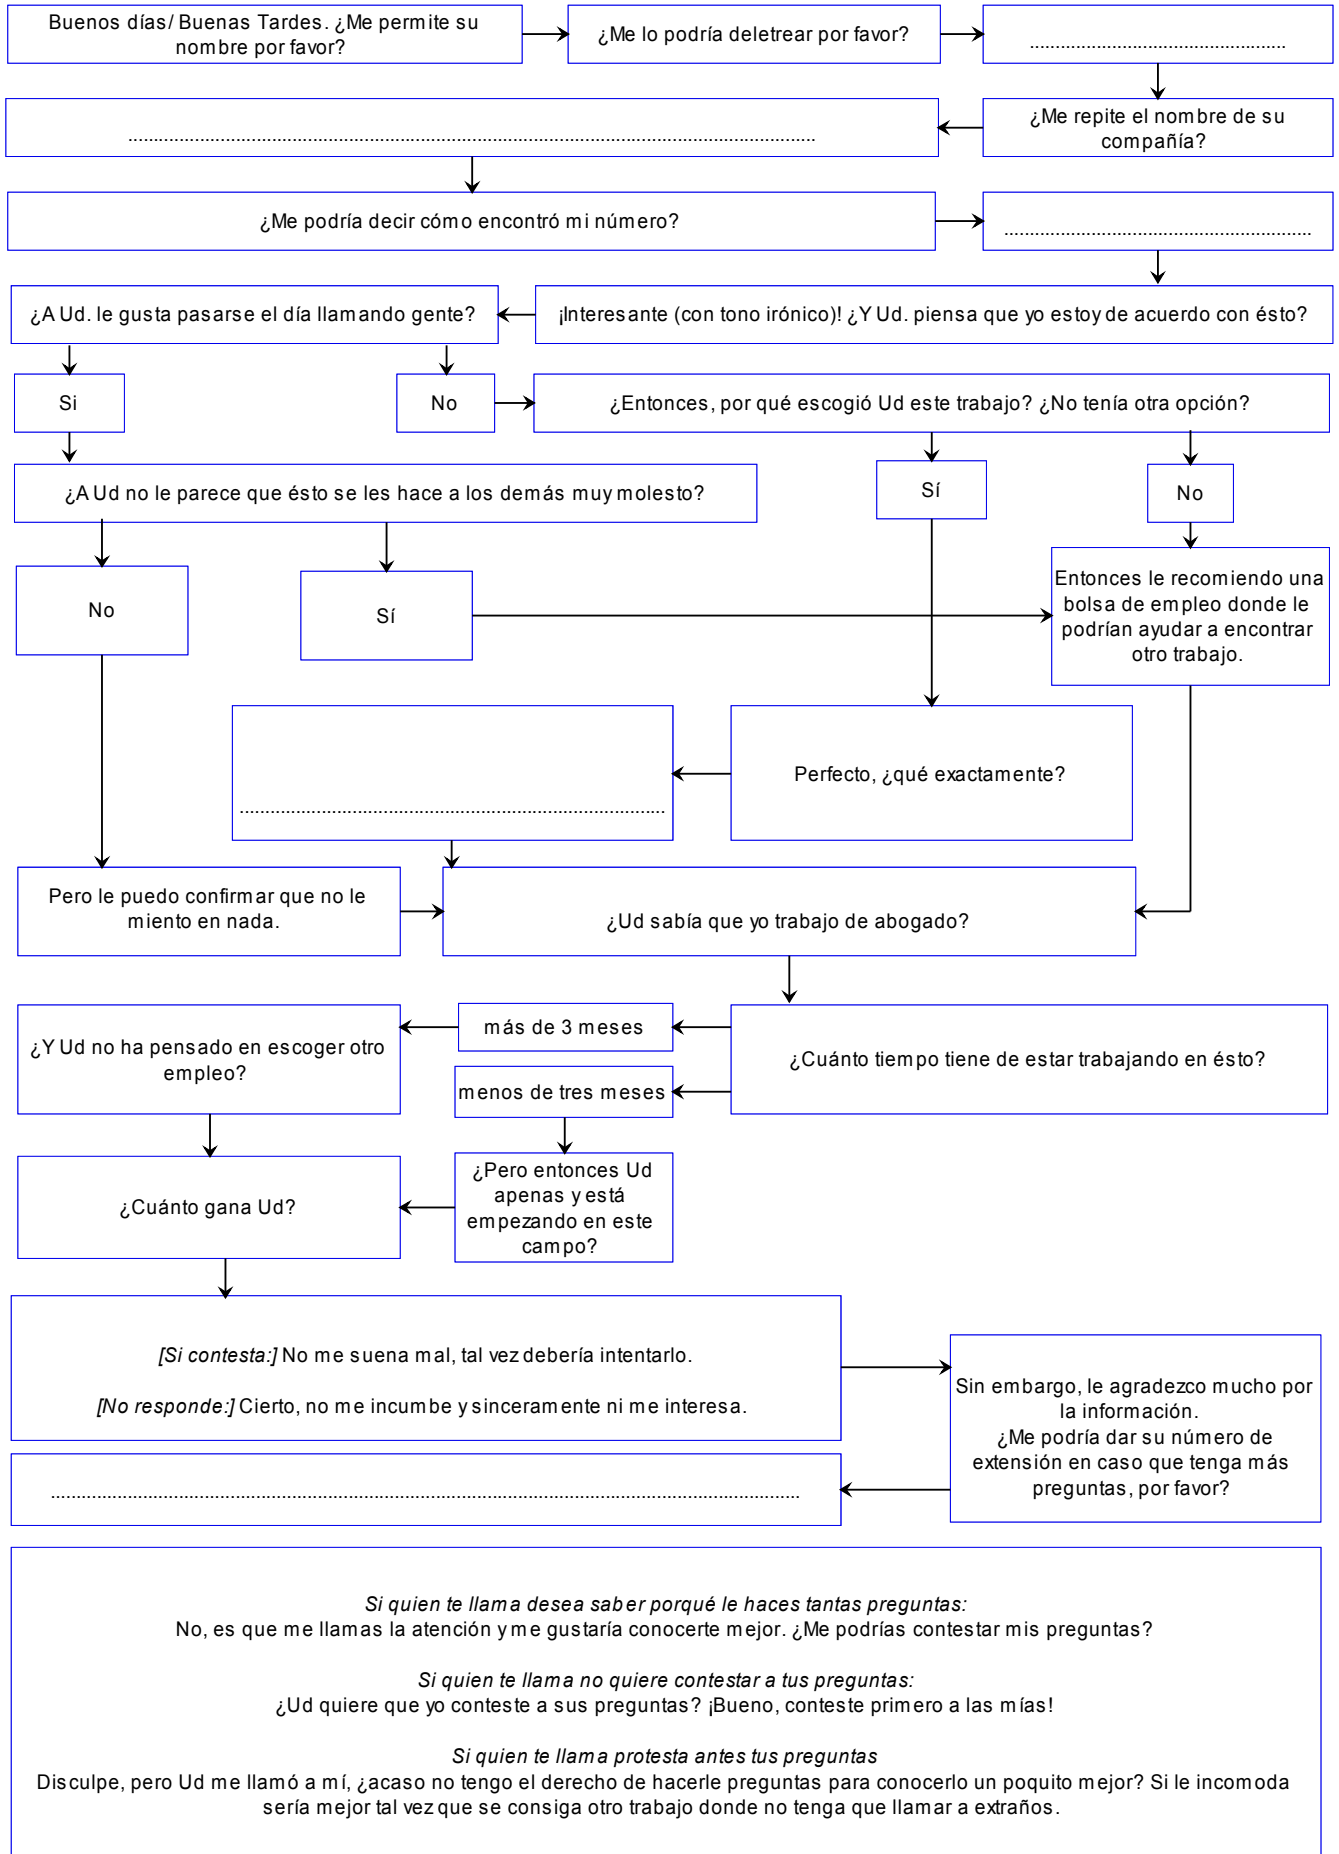 Buenos días/ Buenas Tardes. ¿Me permite su
nombre por favor?
¿Me lo podría deletrear por favor?
..................................................
¿Me repite el nombre de su
compañía?
..........................................................................................................................................
¿Me podría decir cómo encontró mi número?
............................................................
¡Interesante (con tono irónico)! ¿Y Ud. piensa que yo estoy de acuerdo con ésto?
¿A Ud. le gusta pasarse el día llamando gente?
Si
No
¿Entonces, por qué escogió Ud este trabajo? ¿No tenía otra opción?
¿A Ud no le parece que ésto se les hace a los demás muy molesto?
Sí
No
No
Sí
Entonces le recomiendo una
bolsa de empleo donde le
podrían ayudar a encontrar
otro trabajo.
Perfecto, ¿qué exactamente?
....................................................................................
Pero le puedo confirmar que no le
miento en nada.
¿Ud sabía que yo trabajo de abogado?
¿Cuánto tiempo tiene de estar trabajando en ésto?
más de 3 meses
¿Y Ud no ha pensado en escoger otro
empleo?
menos de tres meses
¿Pero entonces Ud
apenas y está
empezando en este
campo?
¿Cuánto gana Ud?
[Si contesta:] No me suena mal, tal vez debería intentarlo.
[No responde:] Cierto, no me incumbe y sinceramente ni me interesa.
Sin embargo, le agradezco mucho por
la información.
¿Me podría dar su número de
extensión en caso que tenga más
preguntas, por favor?
....................................................................................................................................................
Si quien te llama desea saber porqué le haces tantas preguntas:
No, es que me llamas la atención y me gustaría conocerte mejor. ¿Me podrías contestar mis preguntas?
Si quien te llama no quiere contestar a tus preguntas:
¿Ud quiere que yo conteste a sus preguntas? ¡Bueno, conteste primero a las mías!
Si quien te llama protesta antes tus preguntas
Disculpe, pero Ud me llamó a mí, ¿acaso no tengo el derecho de hacerle preguntas para conocerlo un poquito mejor? Si le incomoda
sería mejor tal vez que se consiga otro trabajo donde no tenga que llamar a extraños.